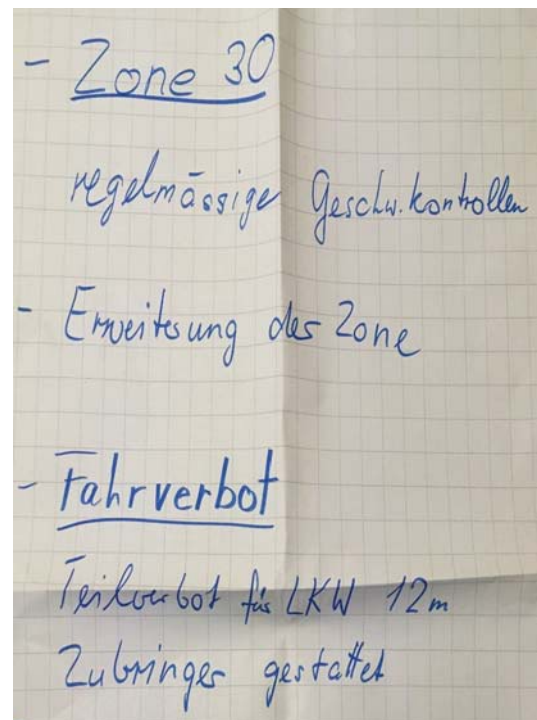 - Zone 30
regelmässige Geschw.kontrollen
- Erweiterung der Zone
- Fahrverbot
Teilverbot für LKW 12m
Zubringer gestattet